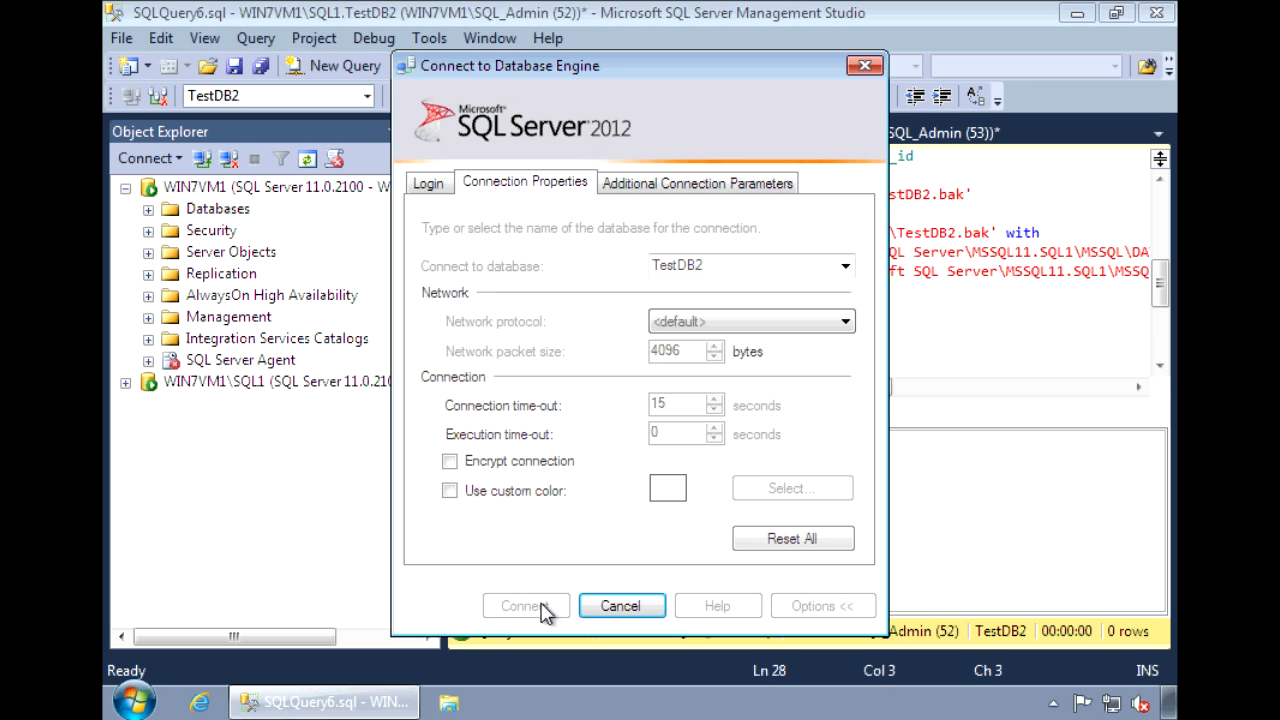 SQLQuery6.sql - WIN7VM1\SQL1.TestDB2 (WIN7VM1\SQL_Admin (52))* - Microsoft SQL Server Management Studio
File Edit View Query Project Debug Tools Window Help
New Query
TestDB2
Object Explorer
Connect
WIN7VM1 (SQL Server 11.0.2100 - W
Databases
Security
Server Objects
Replication
AlwaysOn High Availability
Management
Integration Services Catalogs
SQL Server Agent
WIN7VM1\SQL1 (SQL Server 11.0.210
Connect to Database Engine
Microsoft®
SQL Server® 2012
Login Connection Properties Additional Connection Parameters
Type or select the name of the database for the connection.
Connect to database: TestDB2
Network
Network protocol: <default>
Network packet size: 4096 bytes
Connection
Connection time-out: 15 seconds
Execution time-out: 0 seconds
Encrypt connection
Use custom color: Select...
Reset All
Connect Cancel Help Options <<
QL_Admin (53))*
_id
stDB2.bak'
\TestDB2.bak' with
QL Server\MSSQL11.SQL1\MSSQL\DA
ft SQL Server\MSSQL11.SQL1\MSSQ
Admin (52) TestDB2 00:00:00 0 rows
Ready Ln 28 Col 3 Ch 3 INS
SQLQuery6.sql - WIN...